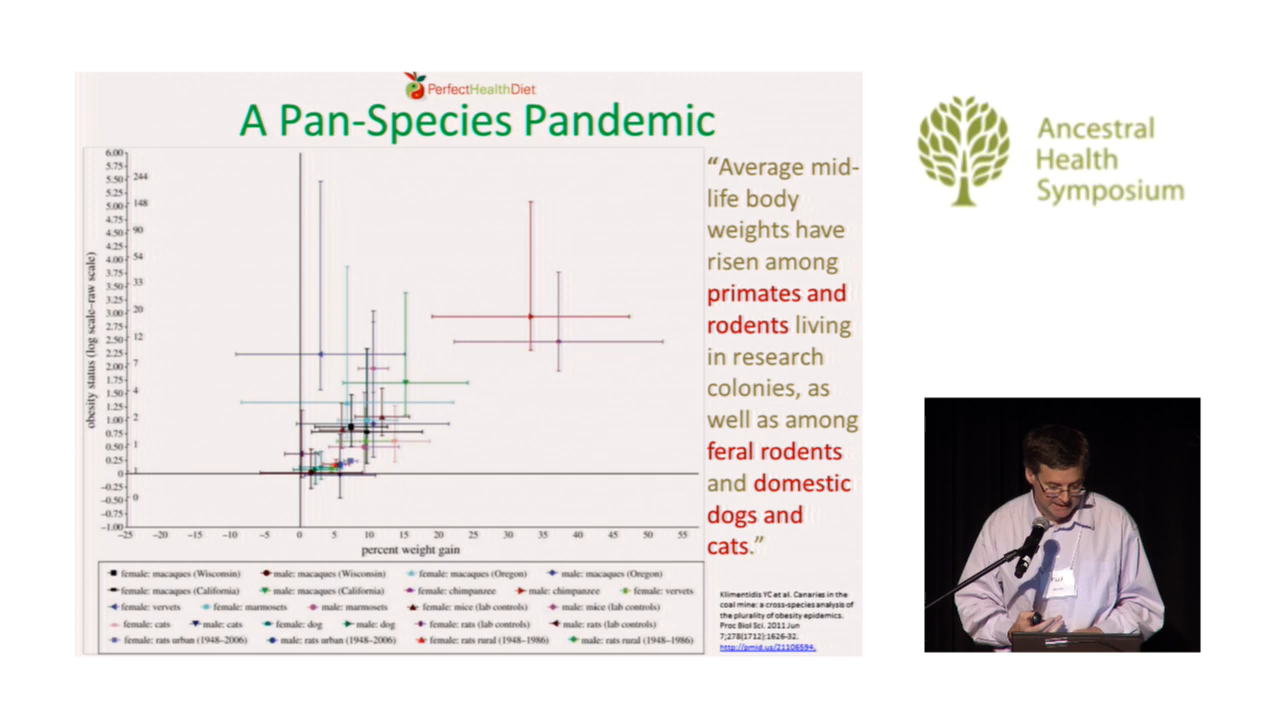 PerfectHealthDiet
A Pan-Species Pandemic
Ancestral
Health
Symposium
6.00
5.75
5.50
5.25
5.00
4.75
4.50
4.25
4.00
3.75
3.50
3.25
3.00
2.75
2.50
2.25
2.00
1.75
1.50
1.25
1.00
0.75
0.50
0.25
0
−0.25
−0.50
−0.75
−1.00
244
148
90
54
33
20
12
7
4
2
1
1
0
obesity status (log scale–raw scale)
−25 −20 −15 −10 −5 0 5 10 15 20 25 30 35 40 45 50 55
percent weight gain
female: macaques (Wisconsin) male: macaques (Wisconsin) female: macaques (Oregon) male: macaques (Oregon)
female: macaques (California) male: macaques (California) female: chimpanzee male: chimpanzee female: vervets
female: vervets female: marmosets male: marmosets female: mice (lab controls) male: mice (lab controls)
female: cats male: cats female: dog male: dog female: rats (lab controls) male: rats (lab controls)
female: rats urban (1948–2006) male: rats urban (1948–2006) female: rats rural (1948–1986) male: rats rural (1948–1986)
“Average mid-
life body
weights have
risen among
primates and
rodents living
in research
colonies, as
well as among
feral rodents
and domestic
dogs and
cats.”
Klimentidis YC et al. Canaries in the
coal mine: a cross-species analysis of
the plurality of obesity epidemics.
Proc Biol Sci. 2011 Jun
7;278(1712):1626-32.
http://pmid.us/21106594.